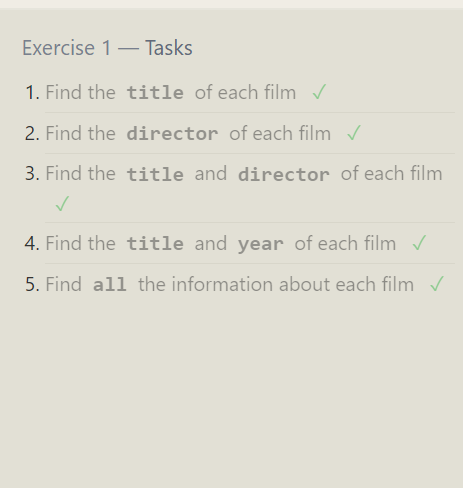 Exercise 1 — Tasks
1. Find the title of each film ✓
2. Find the director of each film ✓
3. Find the title and director of each film
✓
4. Find the title and year of each film ✓
5. Find all the information about each film ✓